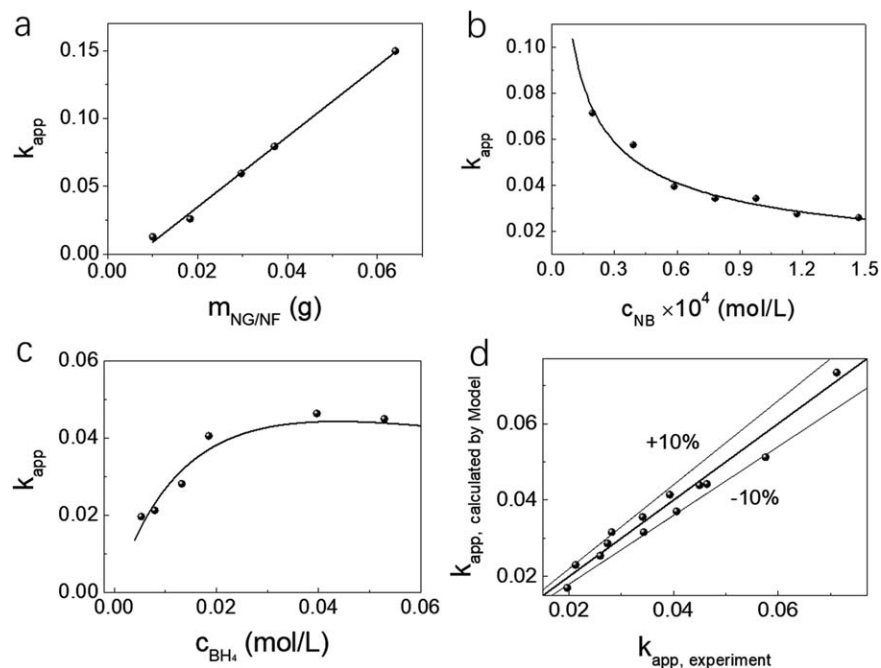 a
0.15
0.10
0.05
0.00
k_app
0.00 0.02 0.04 0.06
m_NG/NF (g)
b
0.10
0.08
0.06
0.04
0.02
k_app
0.0 0.3 0.6 0.9 1.2 1.5
c_NB ×10^4 (mol/L)
c
0.06
0.04
0.02
0.00
k_app
0.00 0.02 0.04 0.06
c_BH₄ (mol/L)
d
0.06
0.04
0.02
k_app, calculated by Model
+10%
-10%
0.02 0.04 0.06
k_app, experiment